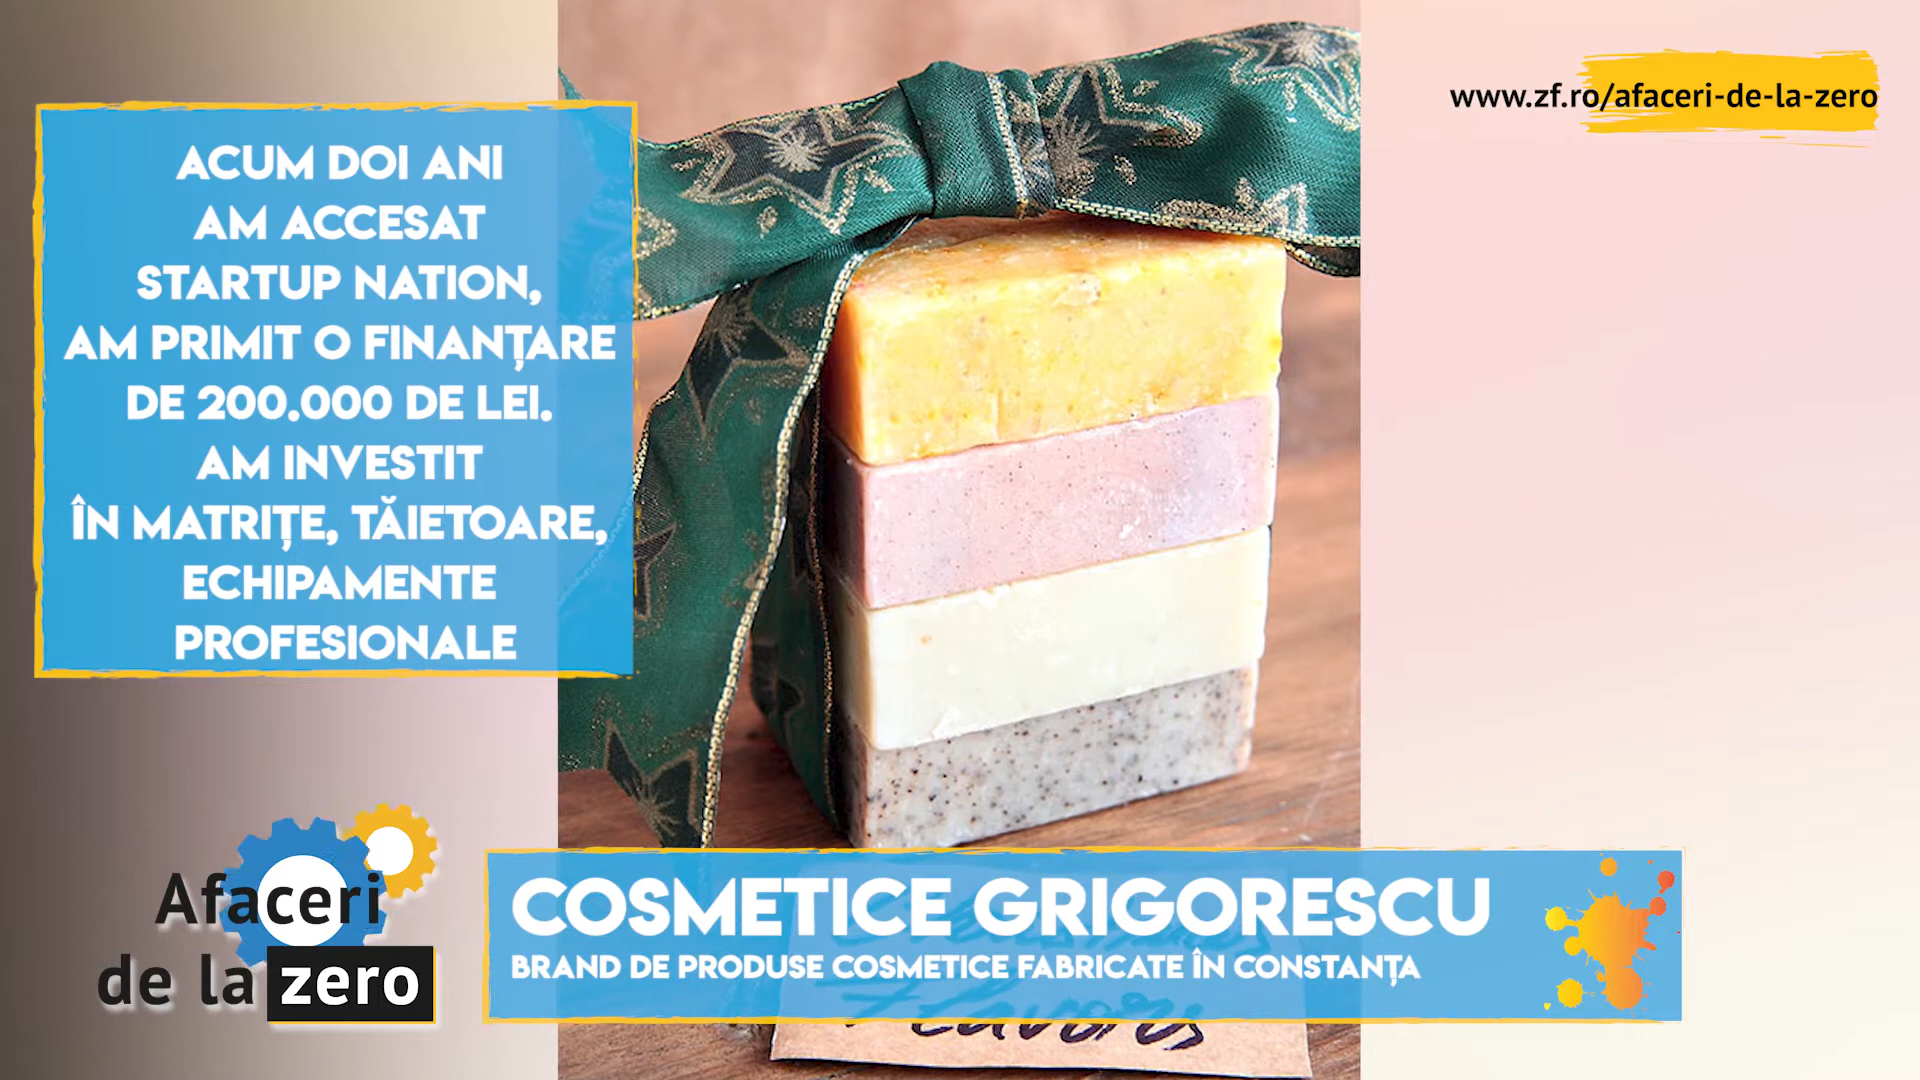 www.zf.ro/afaceri-de-la-zero
ACUM DOI ANI
AM ACCESAT
STARTUP NATION,
AM PRIMIT O FINANȚARE
DE 200.000 DE LEI.
AM INVESTIT
ÎN MATRIȚE, TĂIETOARE,
ECHIPAMENTE
PROFESIONALE
Afaceri
de la zero
COSMETICE GRIGORESCU
BRAND DE PRODUSE COSMETICE FABRICATE ÎN CONSTANȚA
Flavors